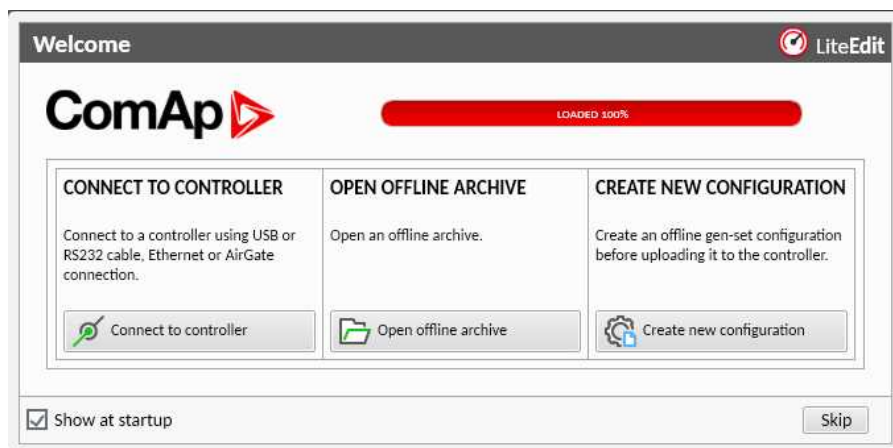 Welcome
LiteEdit
ComAp
LOADED 100%
CONNECT TO CONTROLLER
Connect to a controller using USB or
RS232 cable, Ethernet or AirGate
connection.
Connect to controller
OPEN OFFLINE ARCHIVE
Open an offline archive.
Open offline archive
CREATE NEW CONFIGURATION
Create an offline gen-set configuration
before uploading it to the controller.
Create new configuration
Show at startup
Skip